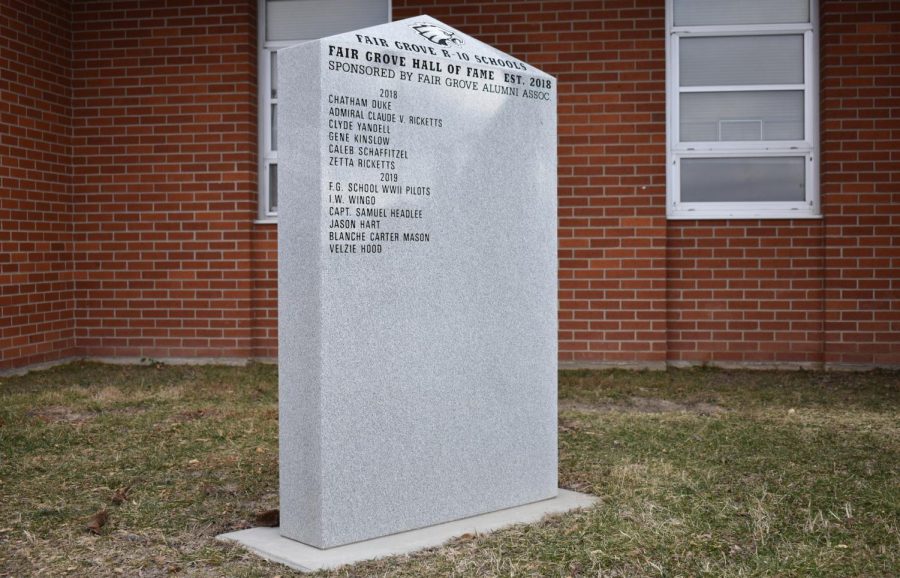 FAIR GROVE R-10 SCHOOLS
FAIR GROVE HALL OF FAME EST. 2018
SPONSORED BY FAIR GROVE ALUMNI ASSOC.
2018
CHATHAM DUKE
ADMIRAL CLAUDE V. RICKETTS
CLYDE YANDELL
GENE KINSLOW
CALEB SCHAFFITZEL
ZETTA RICKETTS
2019
F.G. SCHOOL WWII PILOTS
I.W. WINGO
CAPT. SAMUEL HEADLEE
JASON HART
BLANCHE CARTER MASON
VELZIE HOOD